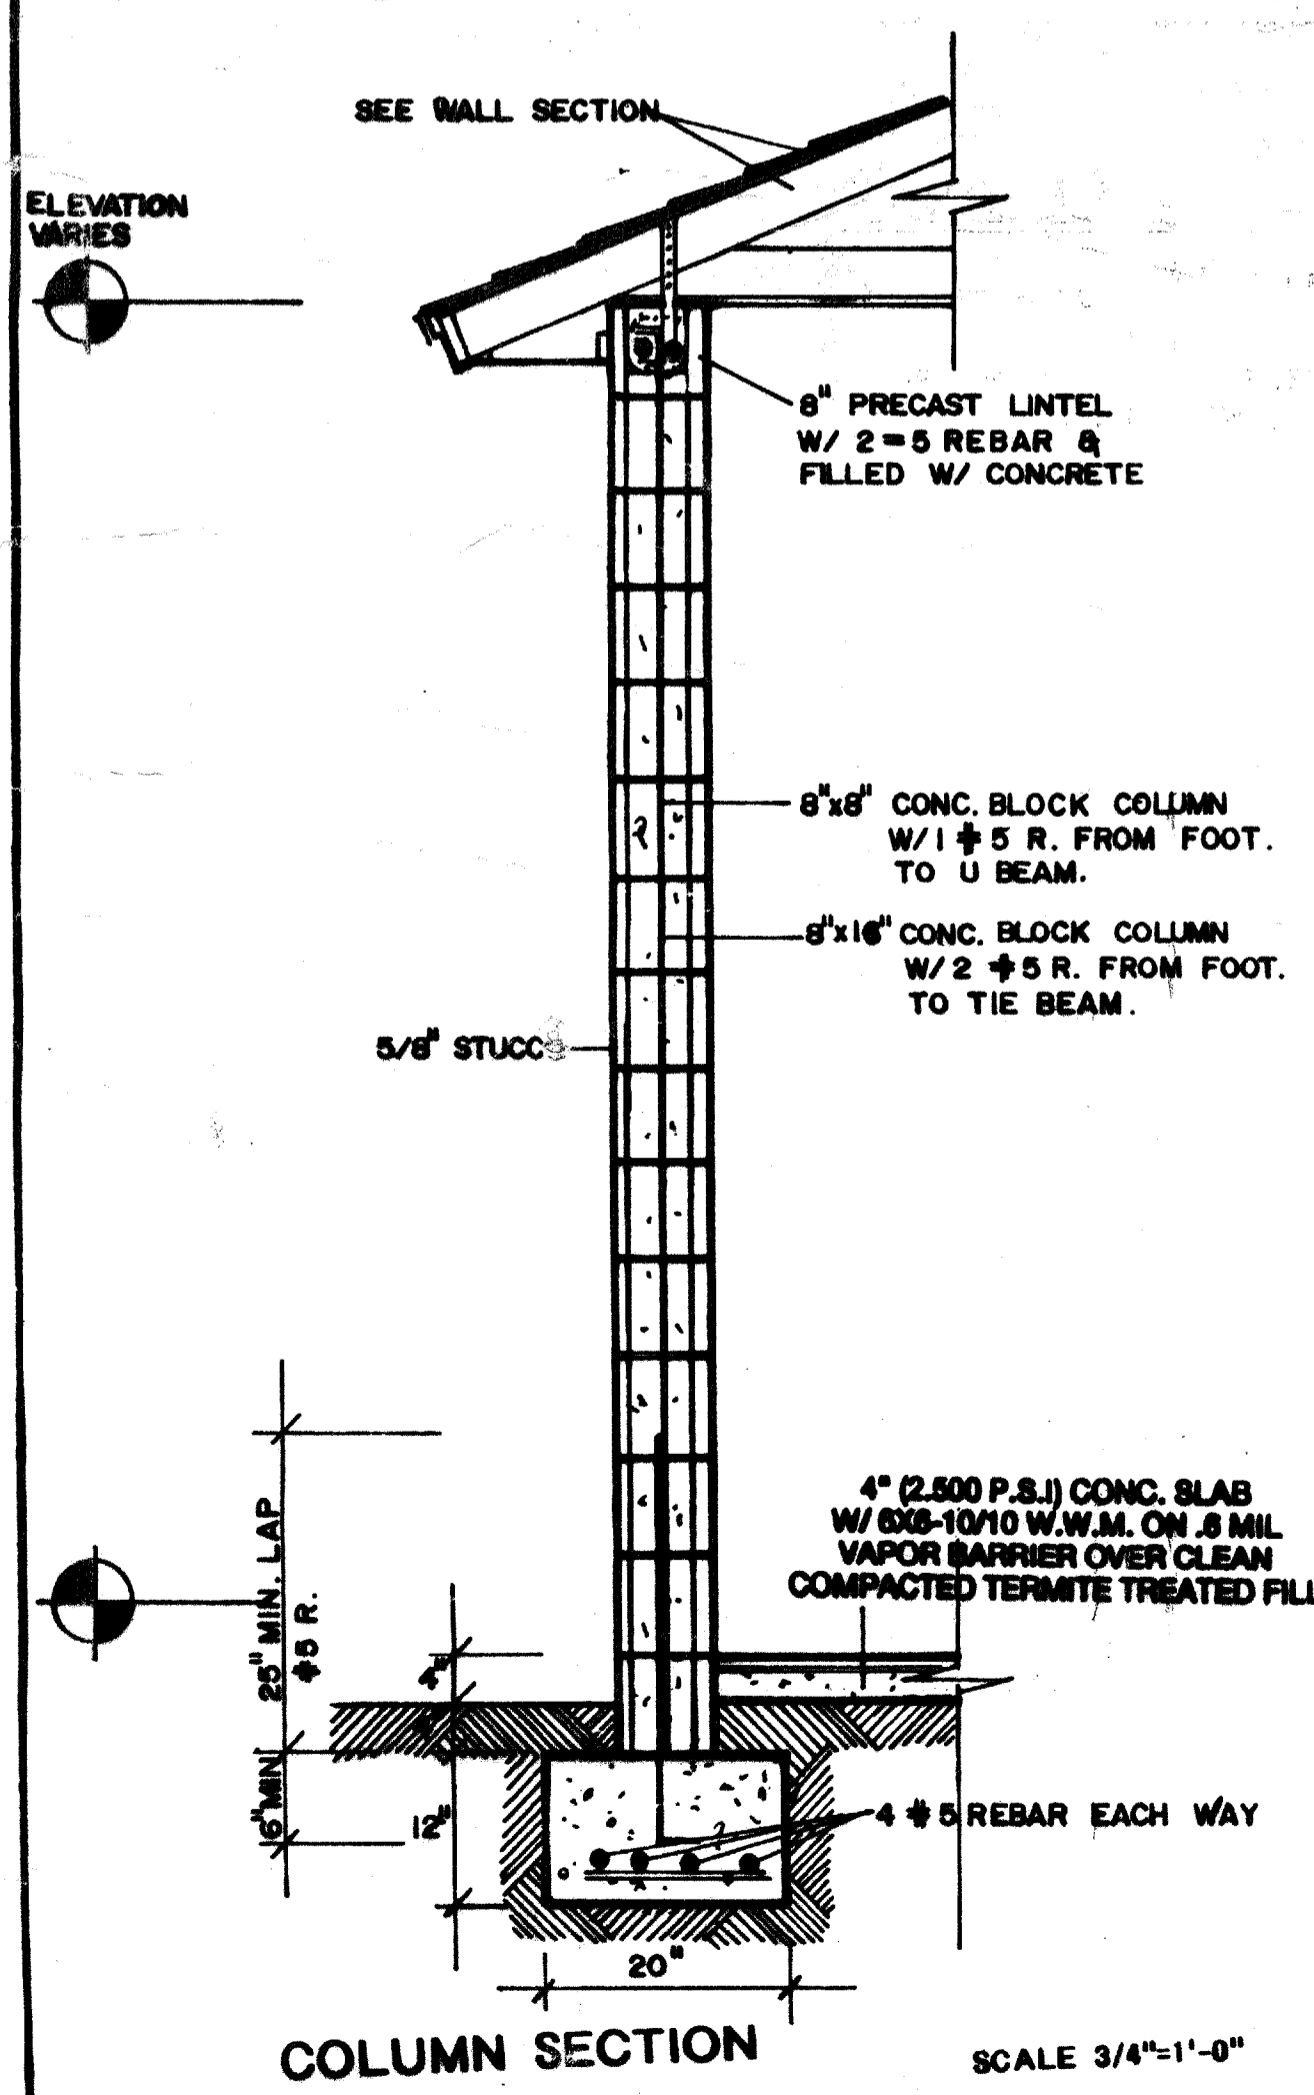 SEE WALL SECTION
ELEVATION
VARIES
8" PRECAST LINTEL
W/ 2=5 REBAR &
FILLED W/ CONCRETE
8"x8" CONC. BLOCK COLUMN
W/1 #5 R. FROM FOOT.
TO U BEAM.
8"x16" CONC. BLOCK COLUMN
W/2 #5 R. FROM FOOT.
TO TIE BEAM.
5/8" STUCCO
4" (2.500 P.S.I) CONC. SLAB
W/ 6X6-10/10 W.W.M. ON .6 MIL
VAPOR BARRIER OVER CLEAN
COMPACTED TERMITE TREATED FILL
25" MIN. LAP
#5 R.
6" MIN
4"
12"
4 #5 REBAR EACH WAY
20"
COLUMN SECTION
SCALE 3/4"=1'-0"